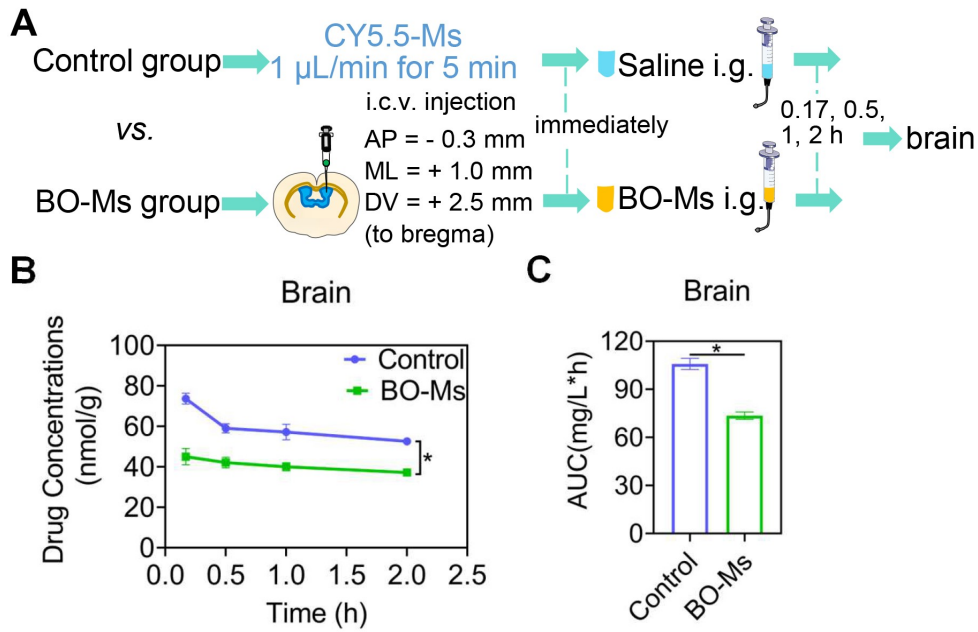 A
Control group
CY5.5-Ms
1 µL/min for 5 min
Saline i.g.
vs.
i.c.v. injection
AP = - 0.3 mm
ML = + 1.0 mm
DV = + 2.5 mm
(to bregma)
immediately
0.17, 0.5,
1, 2 h
brain
BO-Ms group
BO-Ms i.g.
B
Brain
Drug Concentrations
(nmol/g)
100
80
60
40
20
0
Control
BO-Ms
*
0.0 0.5 1.0 1.5 2.0 2.5
Time (h)
C
Brain
AUC(mg/L*h)
120
90
60
30
0
*
Control
BO-Ms